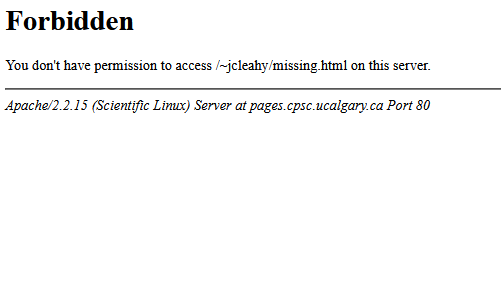 Forbidden
You don't have permission to access /~jcleahy/missing.html on this server.
Apache/2.2.15 (Scientific Linux) Server at pages.cpsc.ucalgary.ca Port 80